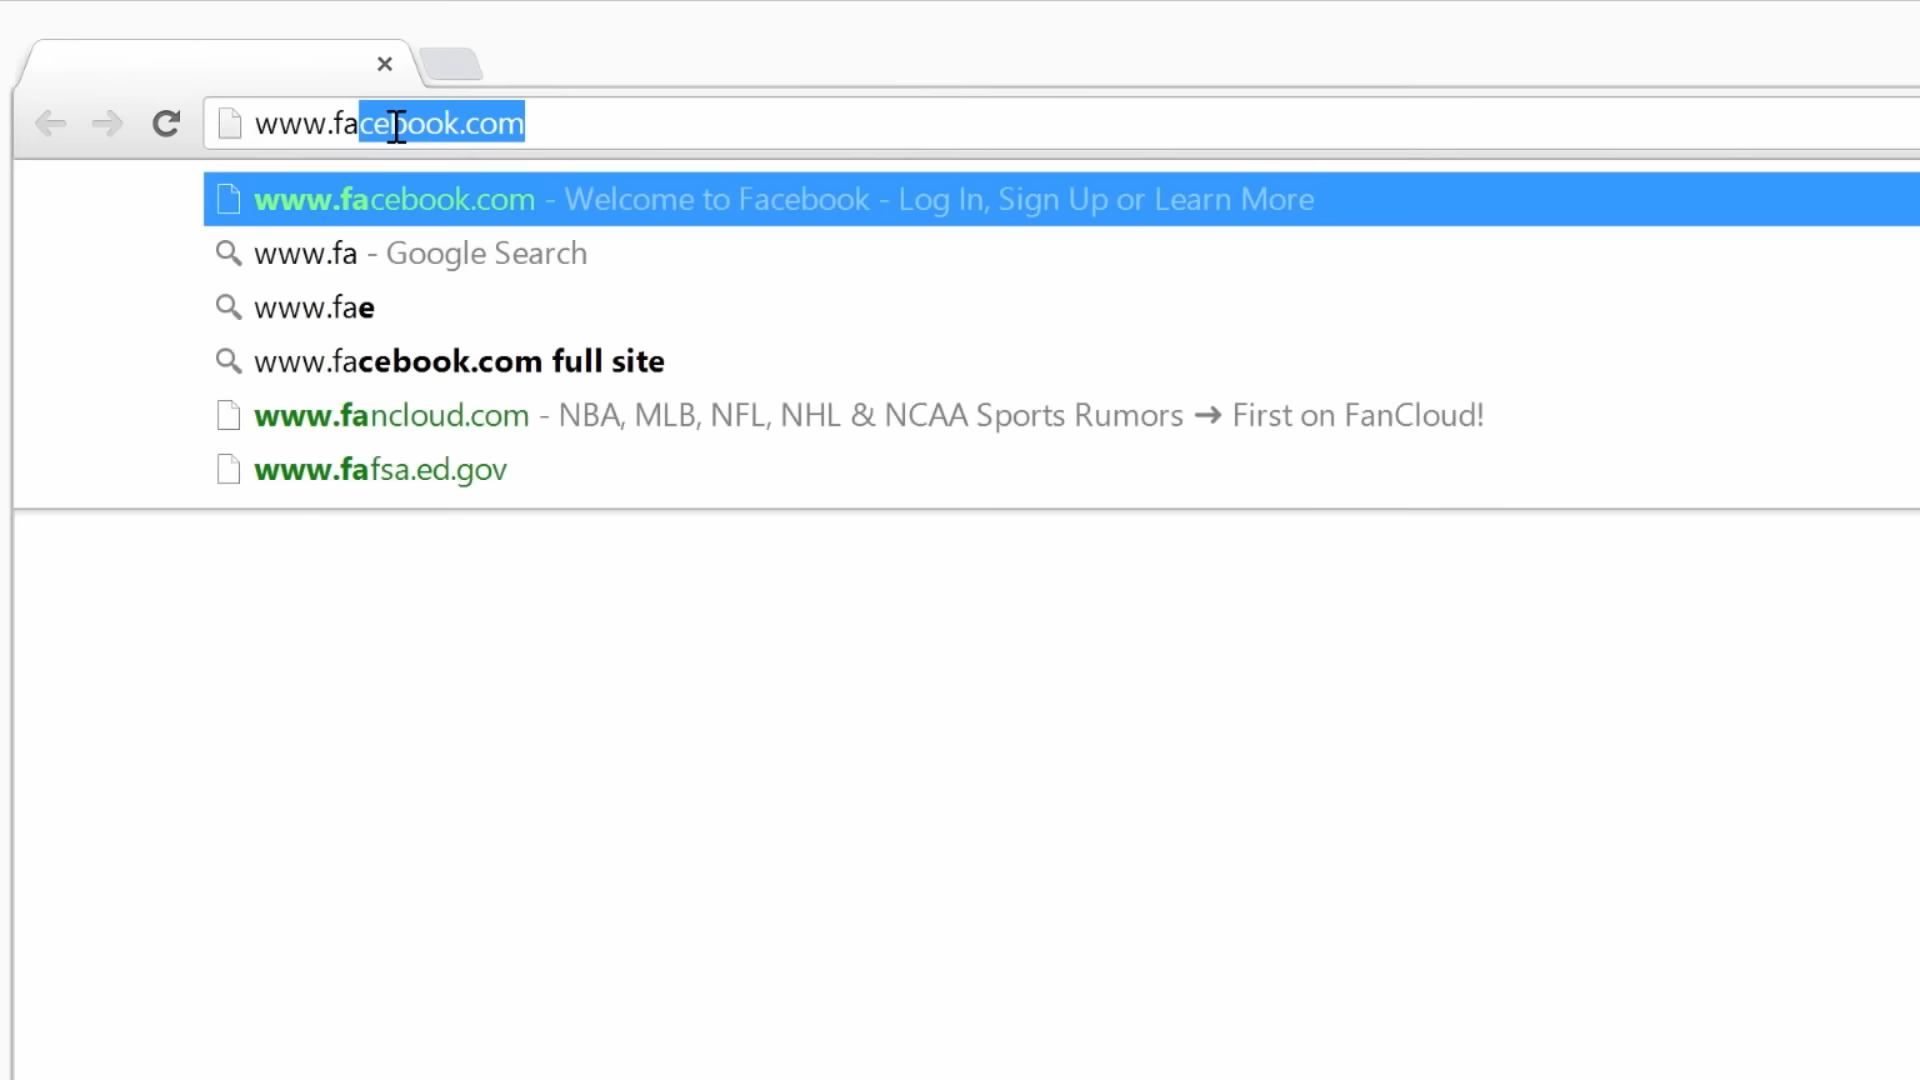 www.facebook.com
www.facebook.com - Welcome to Facebook - Log In, Sign Up or Learn More
www.fa - Google Search
www.fae
www.facebook.com full site
www.fancloud.com - NBA, MLB, NFL, NHL & NCAA Sports Rumors ➔ First on FanCloud!
www.fafsa.ed.gov